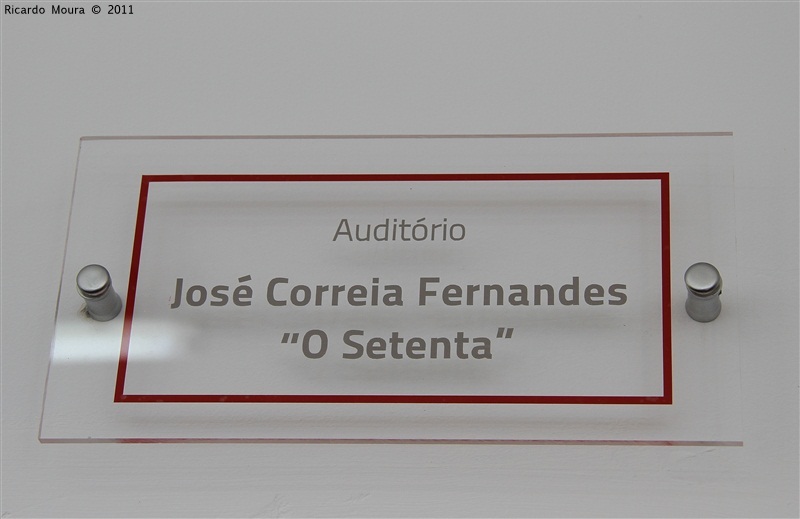 Ricardo Moura © 2011
Auditório
José Correia Fernandes
“O Setenta”